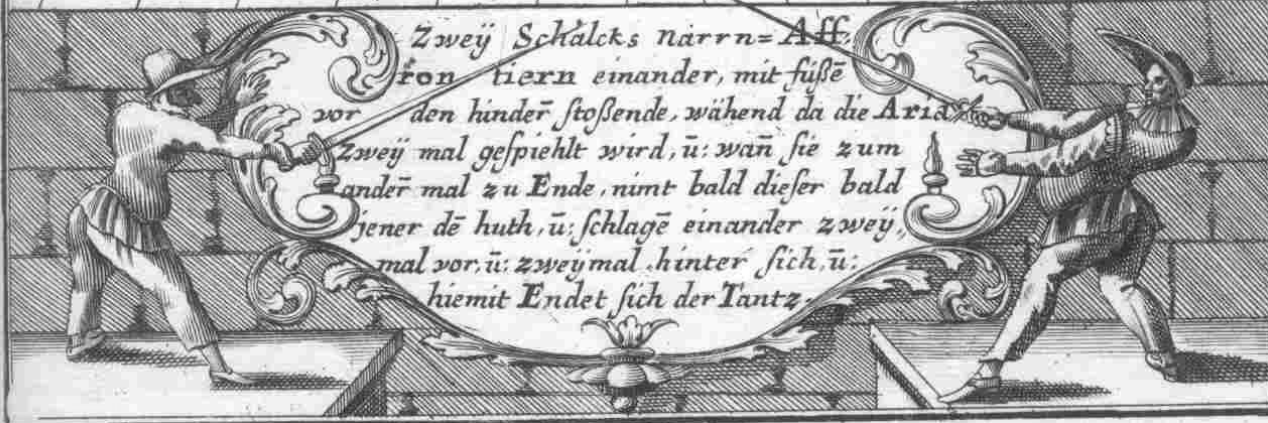 Zweÿ Schalcks narrn=Aff:
ron tiern einander, mit füßē
vor den hinder̄ stoßende, wähend da die Aria
zweÿ mal gespiehlt wird, ū: wan̄ sie zum
ander̄ mal zu Ende, nimt bald dieser bald
jener dē huth, ū: schlagē einander zweÿ,
mal vor, ū: zweÿmal hinter sich, ū:
hiemit Endet sich der Tantz.